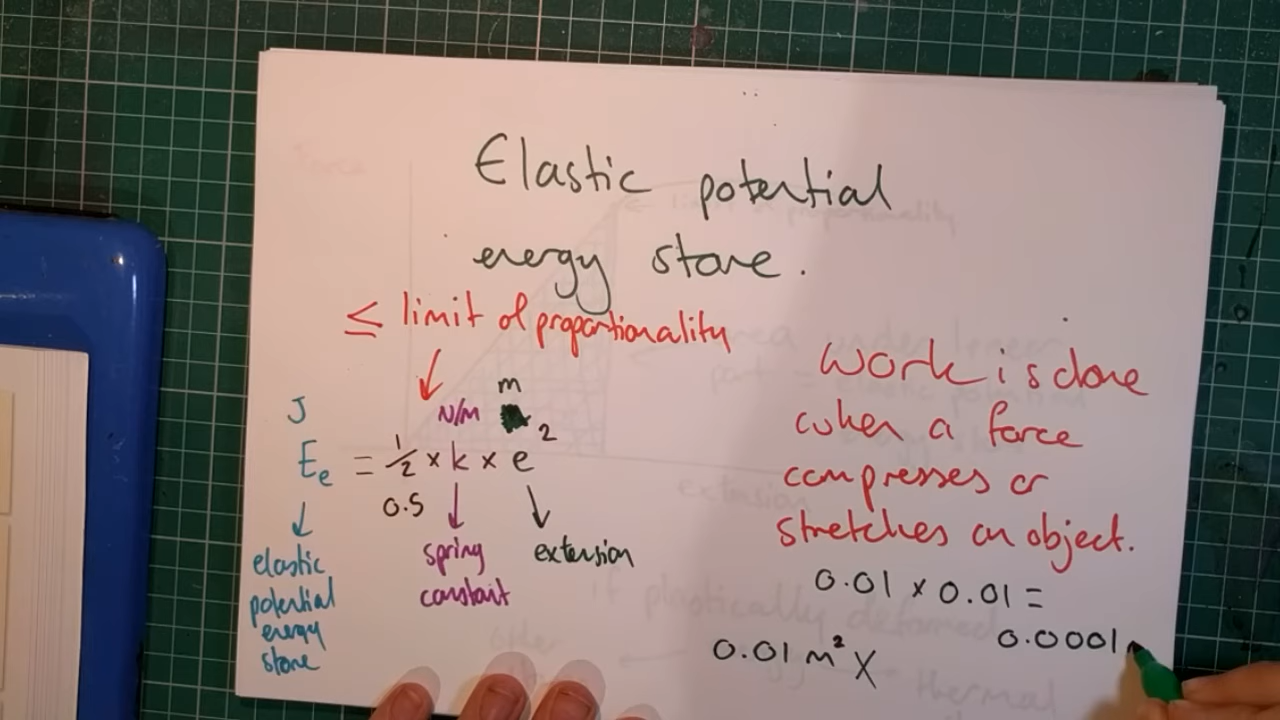 Elastic potential
energy store.
≤ limit of proportionality
J
N/M
m
Ee = 1/2 × k × e²
0.5
elastic
potential
energy
store
spring
constant
extension
Work is done
when a force
compresses or
stretches an object.
0.01 × 0.01 =
0.0001
0.01 m² X